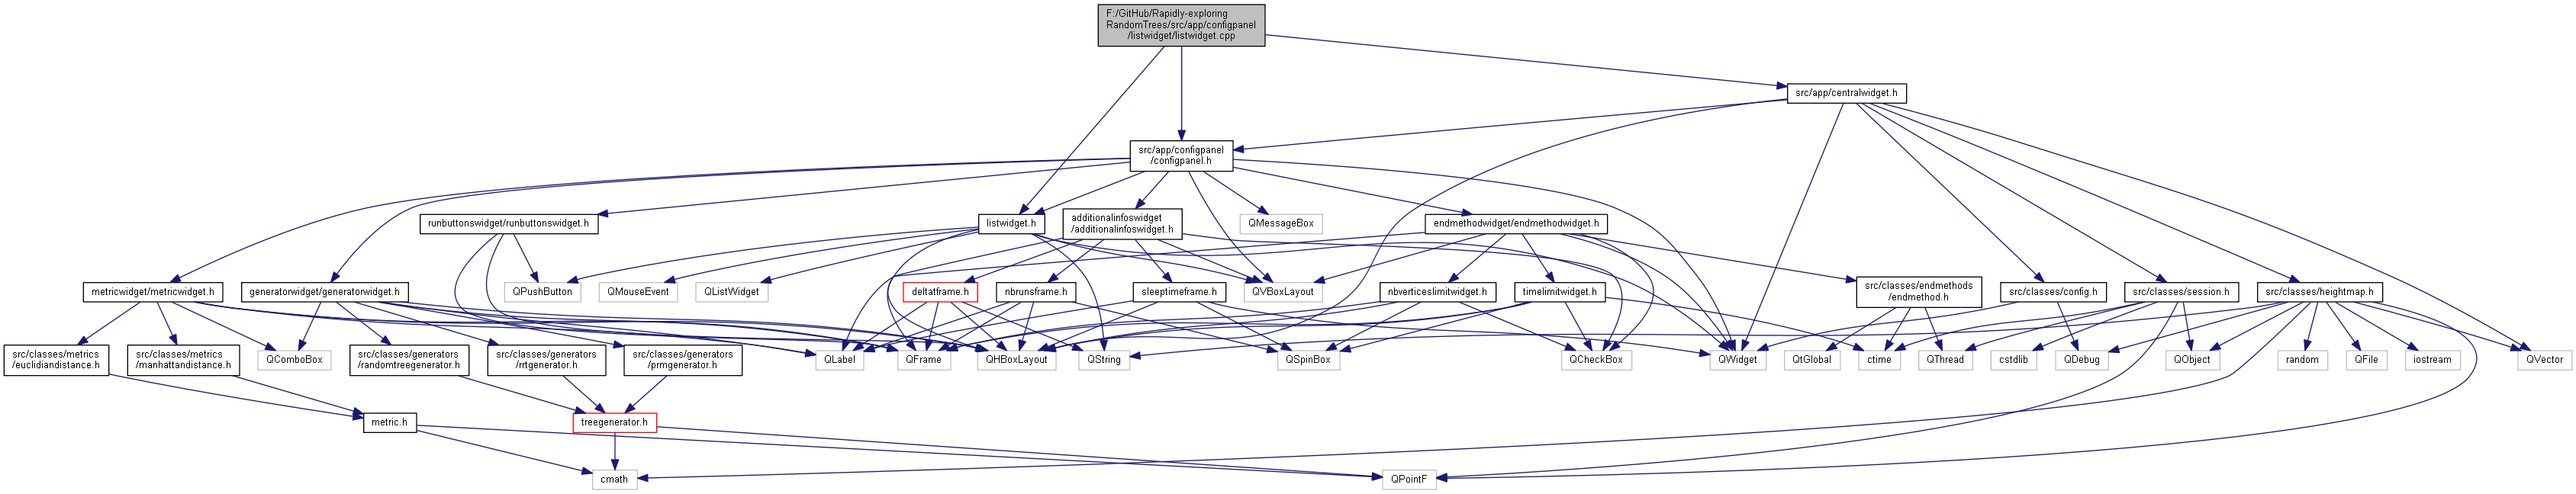 F:/GitHub/Rapidly-exploring
RandomTrees/src/app/configpanel
/listwidget/listwidget.cpp
src/app/centralwidget.h
src/app/configpanel
/configpanel.h
runbuttonswidget/runbuttonswidget.h
listwidget.h
additionalinfoswidget
/additionalinfoswidget.h
QMessageBox
endmethodwidget/endmethodwidget.h
metricwidget/metricwidget.h
generatorwidget/generatorwidget.h
QPushButton
QMouseEvent
QListWidget
deltaframe.h
nbrunsframe.h
sleeptimeframe.h
QVBoxLayout
nbverticeslimitwidget.h
timelimitwidget.h
src/classes/endmethods
/endmethod.h
src/classes/config.h
src/classes/session.h
src/classes/heightmap.h
src/classes/metrics
/euclidiandistance.h
src/classes/metrics
/manhattandistance.h
QComboBox
src/classes/generators
/randomtreegenerator.h
src/classes/generators
/rrtgenerator.h
src/classes/generators
/prmgenerator.h
QLabel
QFrame
QHBoxLayout
QString
QSpinBox
QCheckBox
QWidget
QtGlobal
ctime
QThread
cstdlib
QDebug
QObject
random
QFile
iostream
QVector
metric.h
treegenerator.h
cmath
QPointF